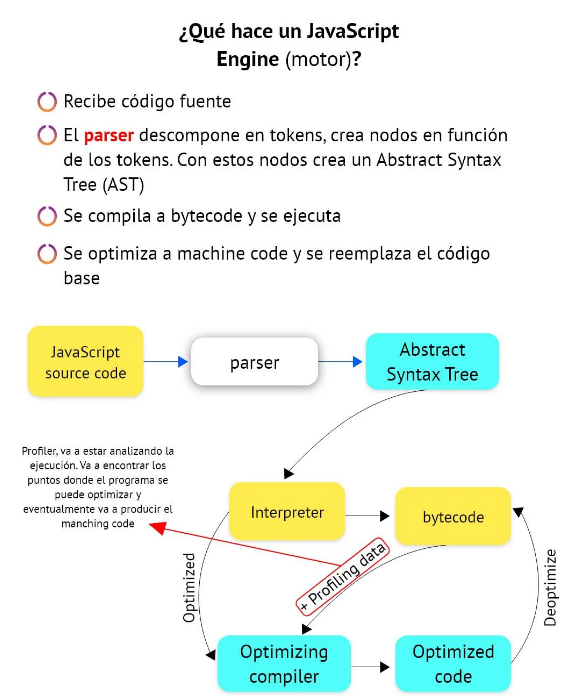 ¿Qué hace un JavaScript
Engine (motor)?
Recibe código fuente
El parser descompone en tokens, crea nodos en función
de los tokens. Con estos nodos crea un Abstract Syntax
Tree (AST)
Se compila a bytecode y se ejecuta
Se optimiza a machine code y se reemplaza el código
base
JavaScript
source code
parser
Abstract
Syntax Tree
Profiler, va a estar analizando la
ejecución. Va a encontrar los
puntos donde el programa se
puede optimizar y
eventualmente va a producir el
manching code
Interpreter
bytecode
Optimized
+ Profiling data
Deoptimize
Optimizing
compiler
Optimized
code